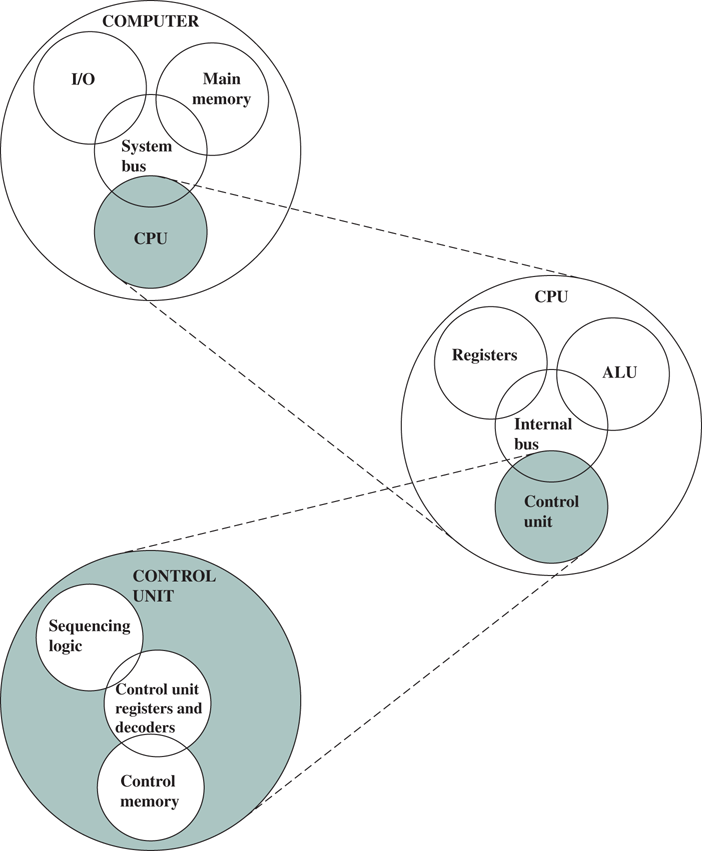 COMPUTER
I/O
Main
memory
System
bus
CPU
CPU
Registers
ALU
Internal
bus
Control
unit
CONTROL
UNIT
Sequencing
logic
Control unit
registers and
decoders
Control
memory